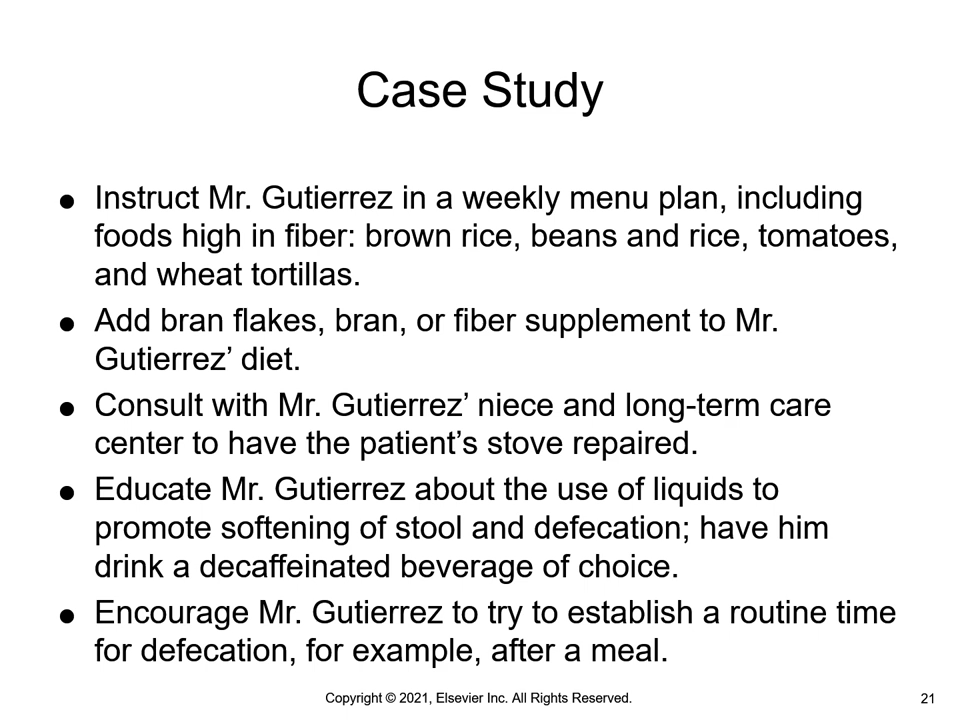 Case Study
● Instruct Mr. Gutierrez in a weekly menu plan, including
foods high in fiber: brown rice, beans and rice, tomatoes,
and wheat tortillas.
● Add bran flakes, bran, or fiber supplement to Mr.
Gutierrez’ diet.
● Consult with Mr. Gutierrez’ niece and long-term care
center to have the patient’s stove repaired.
● Educate Mr. Gutierrez about the use of liquids to
promote softening of stool and defecation; have him
drink a decaffeinated beverage of choice.
● Encourage Mr. Gutierrez to try to establish a routine time
for defecation, for example, after a meal.
Copyright © 2021, Elsevier Inc. All Rights Reserved.
21